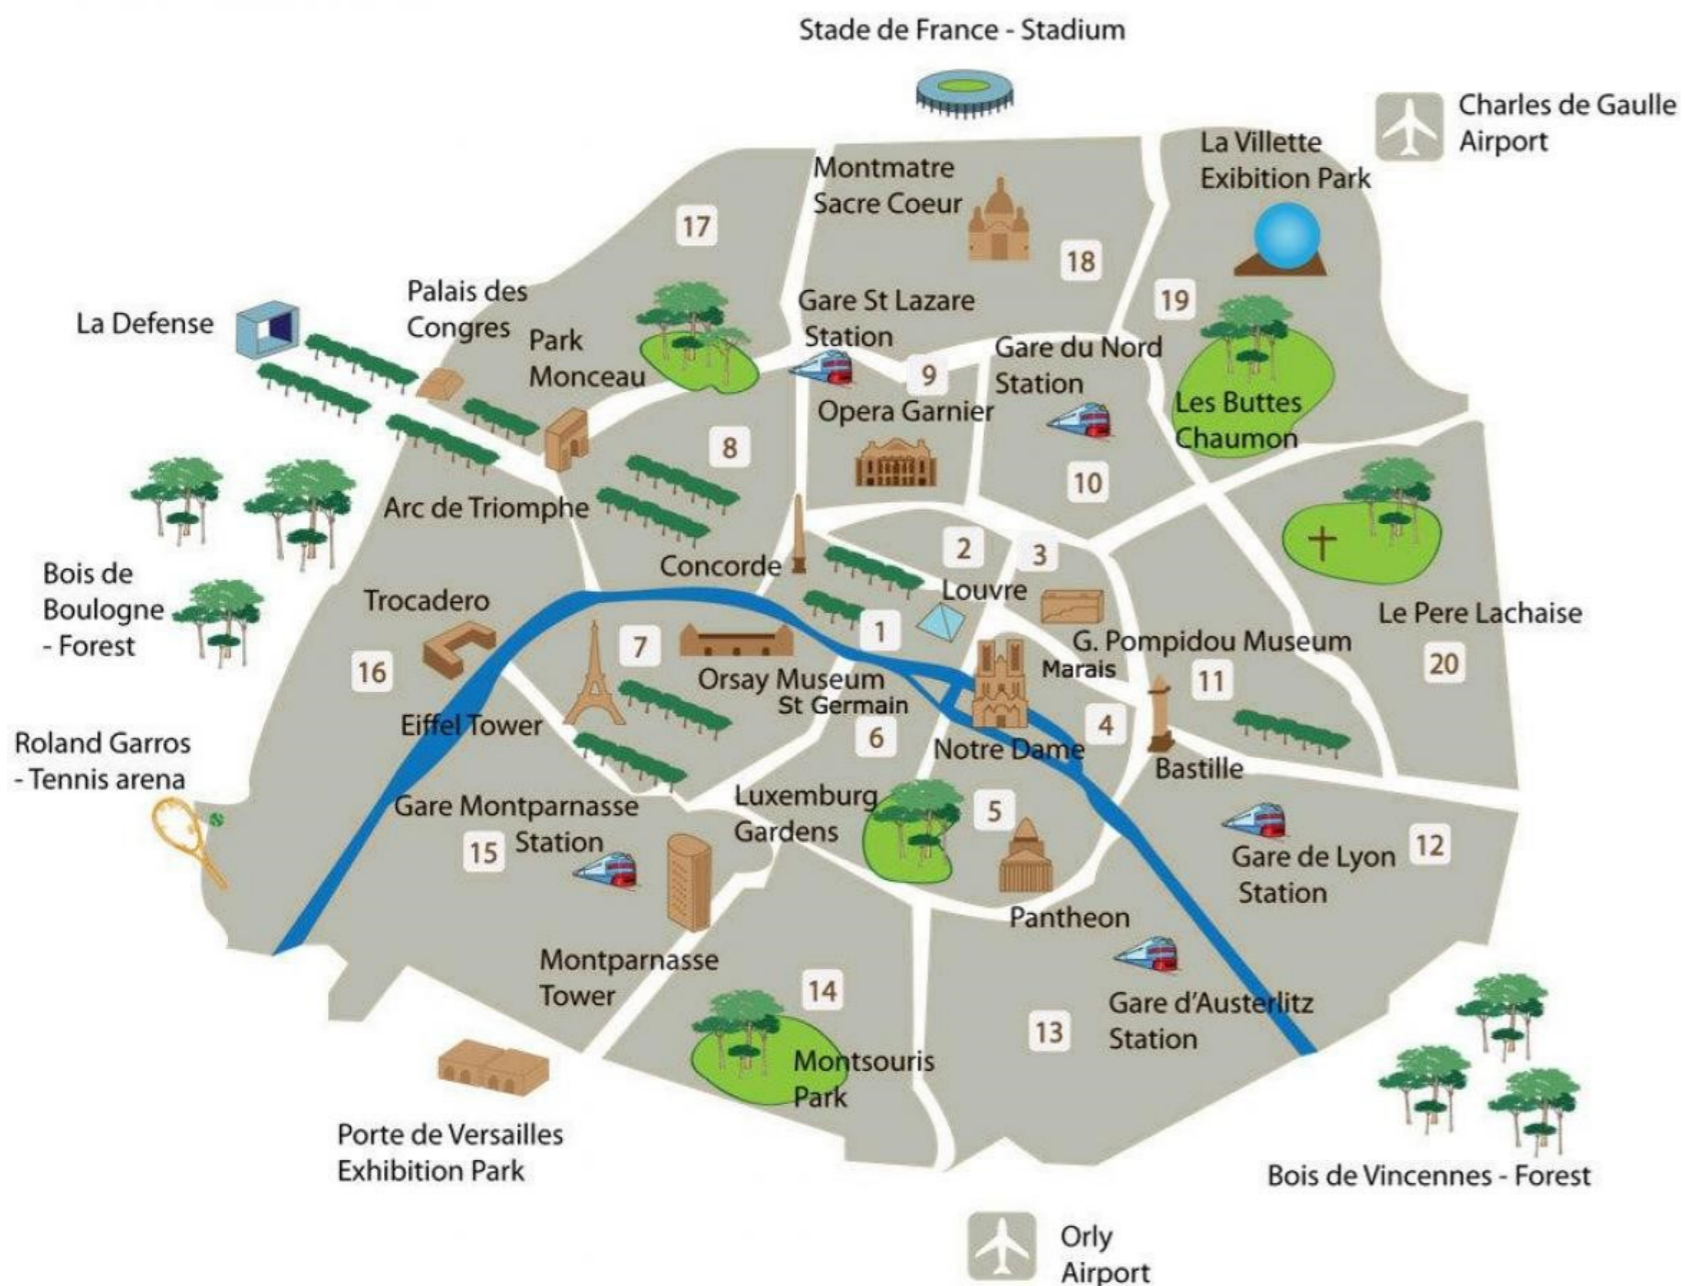 Stade de France - Stadium
Charles de Gaulle
Airport
La Villette
Exibition Park
Montmatre
Sacre Coeur
17
18
19
Palais des
Congres
La Defense
Park
Monceau
Gare St Lazare
Station
Gare du Nord
Station
9
Opera Garnier
Les Buttes
Chaumon
8
10
Arc de Triomphe
Concorde
2
3
Louvre
Bois de
Boulogne
- Forest
Trocadero
Le Pere Lachaise
1
7
G. Pompidou Museum
Marais
16
11
20
Orsay Museum
St Germain
Eiffel Tower
6
4
Notre Dame
Roland Garros
- Tennis arena
Bastille
Gare Montparnasse
Station
Luxemburg
Gardens
5
15
12
Gare de Lyon
Station
Pantheon
Montparnasse
Tower
14
13
Gare d'Austerlitz
Station
Montsouris
Park
Porte de Versailles
Exhibition Park
Bois de Vincennes - Forest
Orly
Airport